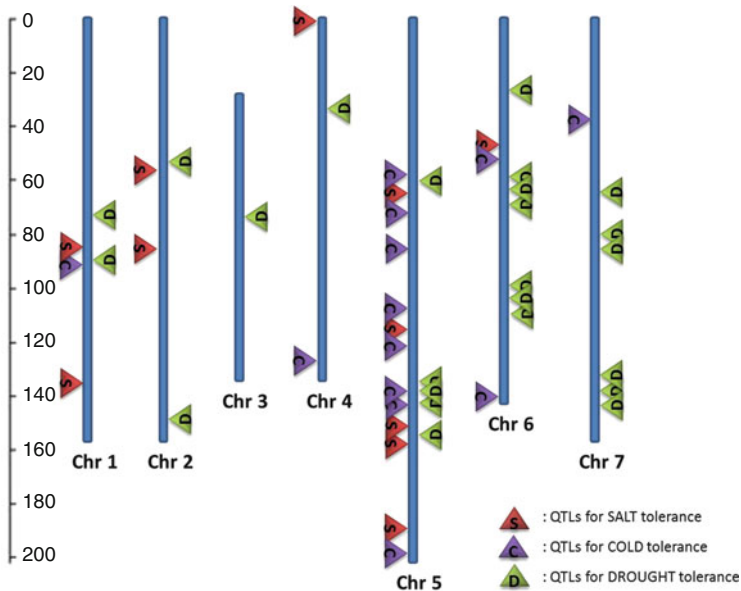 0
20
40
60
80
100
120
140
160
180
200
S
S
D
C
D
S
D
S
D
S
C
C
D
S
C
D
C
S
D
D
D
D
C
D
D
D
S
D
C
C
D
S
D
D
C
D
S
C
D
D
C
D
D
C
D
D
C
D
S
D
S
D
S
C
Chr 3
Chr 4
Chr 6
Chr 1
Chr 2
Chr 7
Chr 5
S : QTLs for SALT tolerance
C : QTLs for COLD tolerance
D : QTLs for DROUGHT tolerance